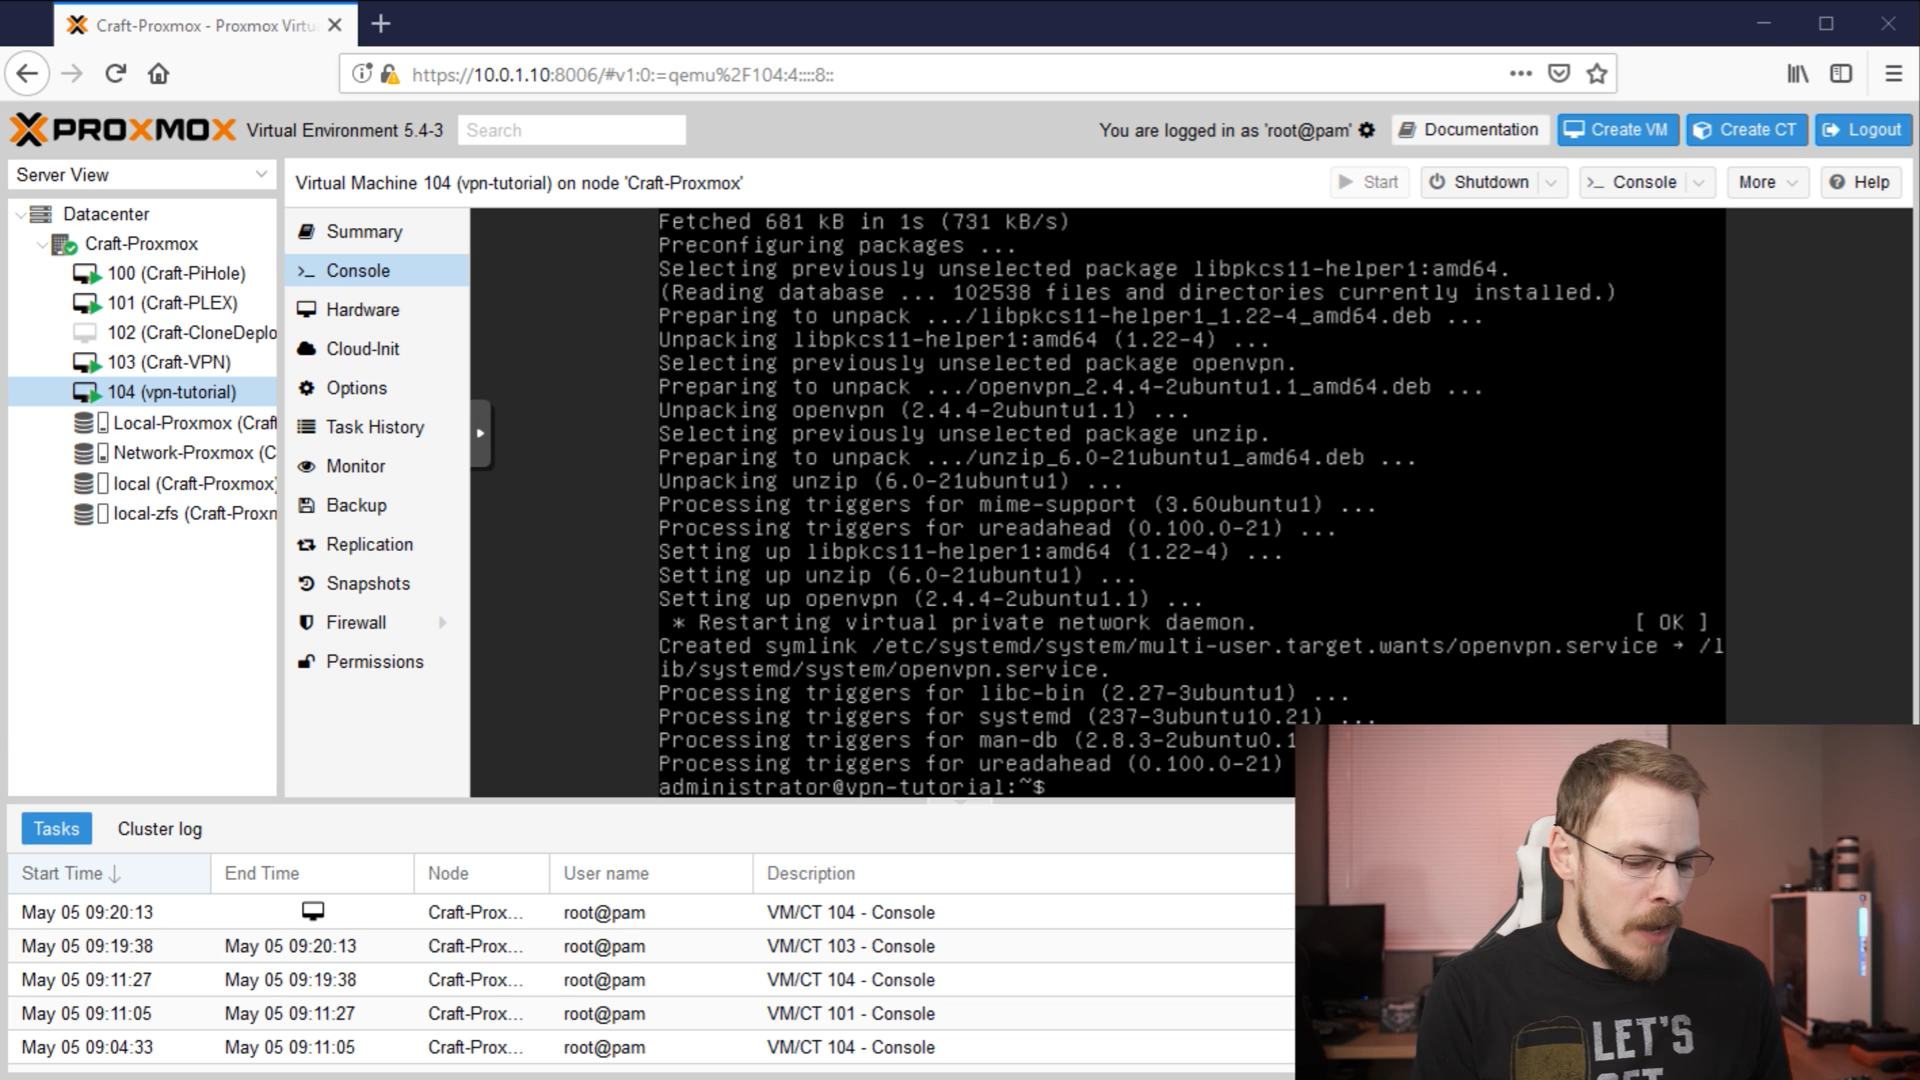 Craft-Proxmox - Proxmox Virtu
https://10.0.1.10:8006/#v1:0:=qemu%2F104:4::::8::
PROXMOX Virtual Environment 5.4-3
Search
You are logged in as 'root@pam'
Documentation
Create VM
Create CT
Logout
Server View
Virtual Machine 104 (vpn-tutorial) on node 'Craft-Proxmox'
Start
Shutdown
>_ Console
More
Help
Datacenter
Craft-Proxmox
100 (Craft-PiHole)
101 (Craft-PLEX)
102 (Craft-CloneDeplo
103 (Craft-VPN)
104 (vpn-tutorial)
Local-Proxmox (Craft
Network-Proxmox (C
local (Craft-Proxmox)
local-zfs (Craft-Proxn
Summary
>_ Console
Hardware
Cloud-Init
Options
Task History
Monitor
Backup
Replication
Snapshots
Firewall
Permissions
Fetched 681 kB in 1s (731 kB/s)
Preconfiguring packages ...
Selecting previously unselected package libpkcs11-helper1:amd64.
(Reading database ... 102538 files and directories currently installed.)
Preparing to unpack .../libpkcs11-helper1_1.22-4_amd64.deb ...
Unpacking libpkcs11-helper1:amd64 (1.22-4) ...
Selecting previously unselected package openvpn.
Preparing to unpack .../openvpn_2.4.4-2ubuntu1.1_amd64.deb ...
Unpacking openvpn (2.4.4-2ubuntu1.1) ...
Selecting previously unselected package unzip.
Preparing to unpack .../unzip_6.0-21ubuntu1_amd64.deb ...
Unpacking unzip (6.0-21ubuntu1) ...
Processing triggers for mime-support (3.60ubuntu1) ...
Processing triggers for ureadahead (0.100.0-21) ...
Setting up libpkcs11-helper1:amd64 (1.22-4) ...
Setting up unzip (6.0-21ubuntu1) ...
Setting up openvpn (2.4.4-2ubuntu1.1) ...
* Restarting virtual private network daemon. [ OK ]
Created symlink /etc/systemd/system/multi-user.target.wants/openvpn.service → /l
ib/systemd/system/openvpn.service.
Processing triggers for libc-bin (2.27-3ubuntu1) ...
Processing triggers for systemd (237-3ubuntu10.21) ...
Processing triggers for man-db (2.8.3-2ubuntu0.1
Processing triggers for ureadahead (0.100.0-21)
administrator@vpn-tutorial:~$
Tasks
Cluster log
Start Time ↓ End Time Node User name Description
May 05 09:20:13 Craft-Prox... root@pam VM/CT 104 - Console
May 05 09:19:38 May 05 09:20:13 Craft-Prox... root@pam VM/CT 103 - Console
May 05 09:11:27 May 05 09:19:38 Craft-Prox... root@pam VM/CT 104 - Console
May 05 09:11:05 May 05 09:11:27 Craft-Prox... root@pam VM/CT 101 - Console
May 05 09:04:33 May 05 09:11:05 Craft-Prox... root@pam VM/CT 104 - Console
LET'S
GET